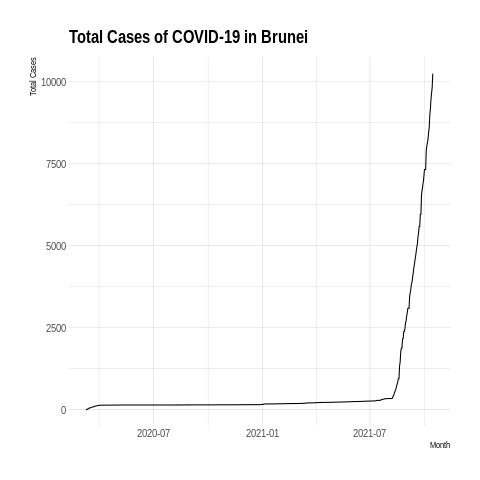 Total Cases of COVID-19 in Brunei
Total Cases
10000
7500
5000
2500
0
2020-07 2021-01 2021-07
Month